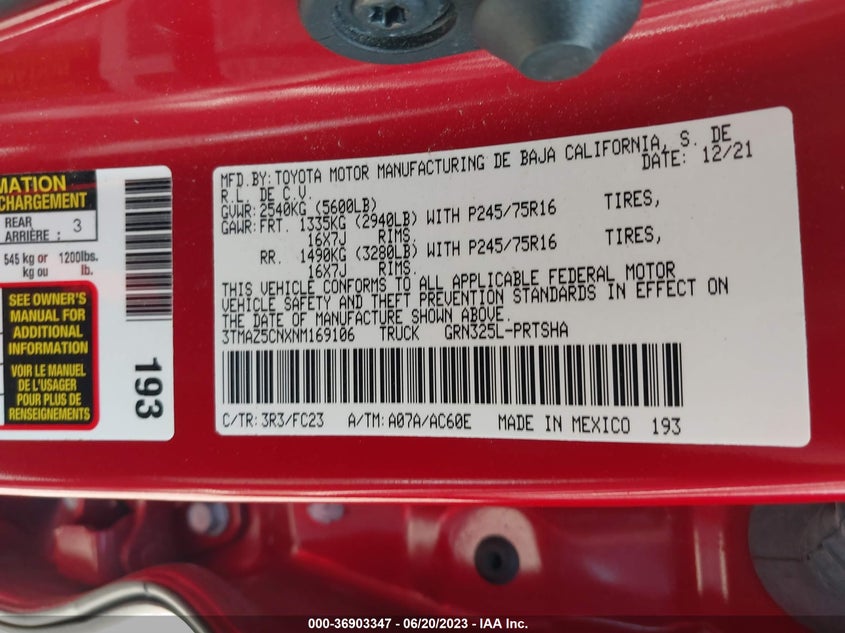 MATION
CHARGEMENT
REAR
ARRIÈRE : 3
545 kg or 1200lbs.
kg ou lb.
SEE OWNER'S
MANUAL FOR
ADDITIONAL
INFORMATION
VOIR LE MANUEL
DE L'USAGER
POUR PLUS DE
RENSEIGNEMENTS
193
MFD.BY: TOYOTA MOTOR MANUFACTURING DE BAJA CALIFORNIA, S. DE
R.L. DE C.V. DATE: 12/21
GVWR: 2540KG (5600LB)
GAWR: FRT. 1335KG (2940LB) WITH P245/75R16 TIRES,
16X7J RIMS.
RR. 1490KG (3280LB) WITH P245/75R16 TIRES,
16X7J RIMS.
THIS VEHICLE CONFORMS TO ALL APPLICABLE FEDERAL MOTOR
VEHICLE SAFETY AND THEFT PREVENTION STANDARDS IN EFFECT ON
THE DATE OF MANUFACTURE SHOWN ABOVE.
3TMAZ5CNXNM169106 TRUCK GRN325L-PRTSHA
C/TR: 3R3/FC23 A/TM: A07A/AC60E MADE IN MEXICO 193
000-36903347 - 06/20/2023 - IAA Inc.